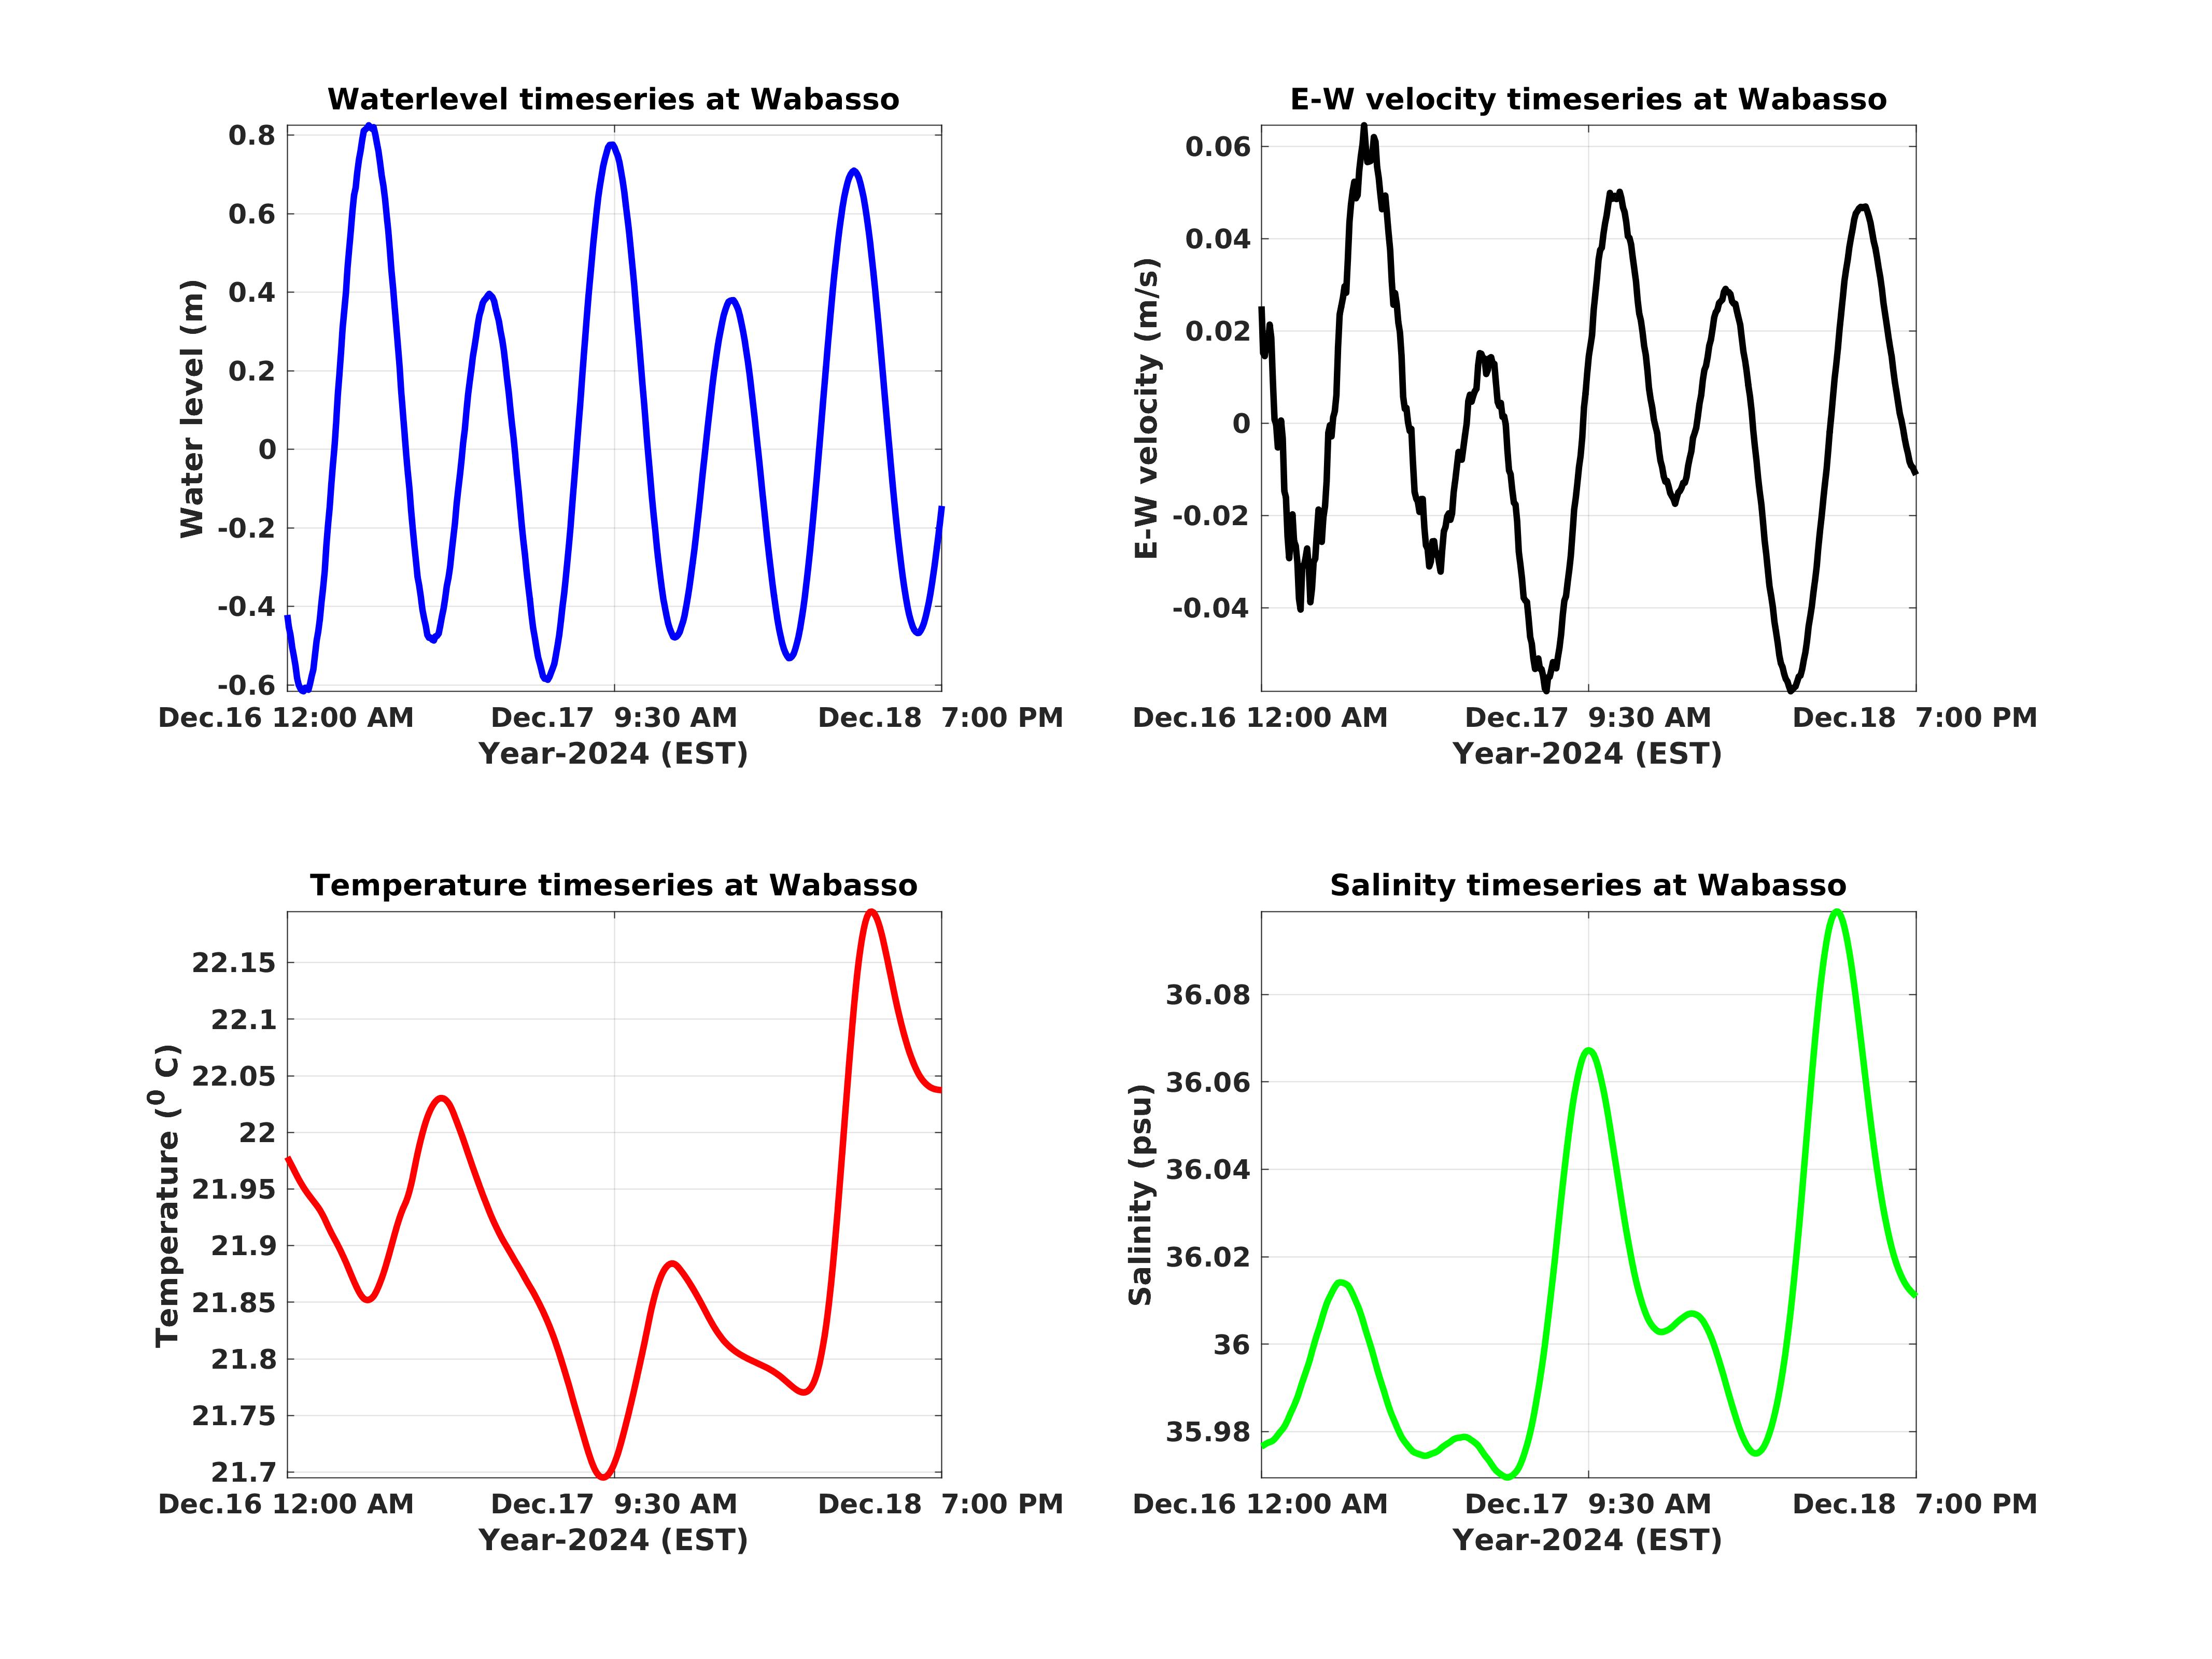 Waterlevel timeseries at Wabasso
Water level (m)
0.8
0.6
0.4
0.2
0
-0.2
-0.4
-0.6
Dec.16 12:00 AM Dec.17 9:30 AM Dec.18 7:00 PM
Year-2024 (EST)
E-W velocity timeseries at Wabasso
E-W velocity (m/s)
0.06
0.04
0.02
0
-0.02
-0.04
Dec.16 12:00 AM Dec.17 9:30 AM Dec.18 7:00 PM
Year-2024 (EST)
Temperature timeseries at Wabasso
Temperature (⁰ C)
22.15
22.1
22.05
22
21.95
21.9
21.85
21.8
21.75
21.7
Dec.16 12:00 AM Dec.17 9:30 AM Dec.18 7:00 PM
Year-2024 (EST)
Salinity timeseries at Wabasso
Salinity (psu)
36.08
36.06
36.04
36.02
36
35.98
Dec.16 12:00 AM Dec.17 9:30 AM Dec.18 7:00 PM
Year-2024 (EST)